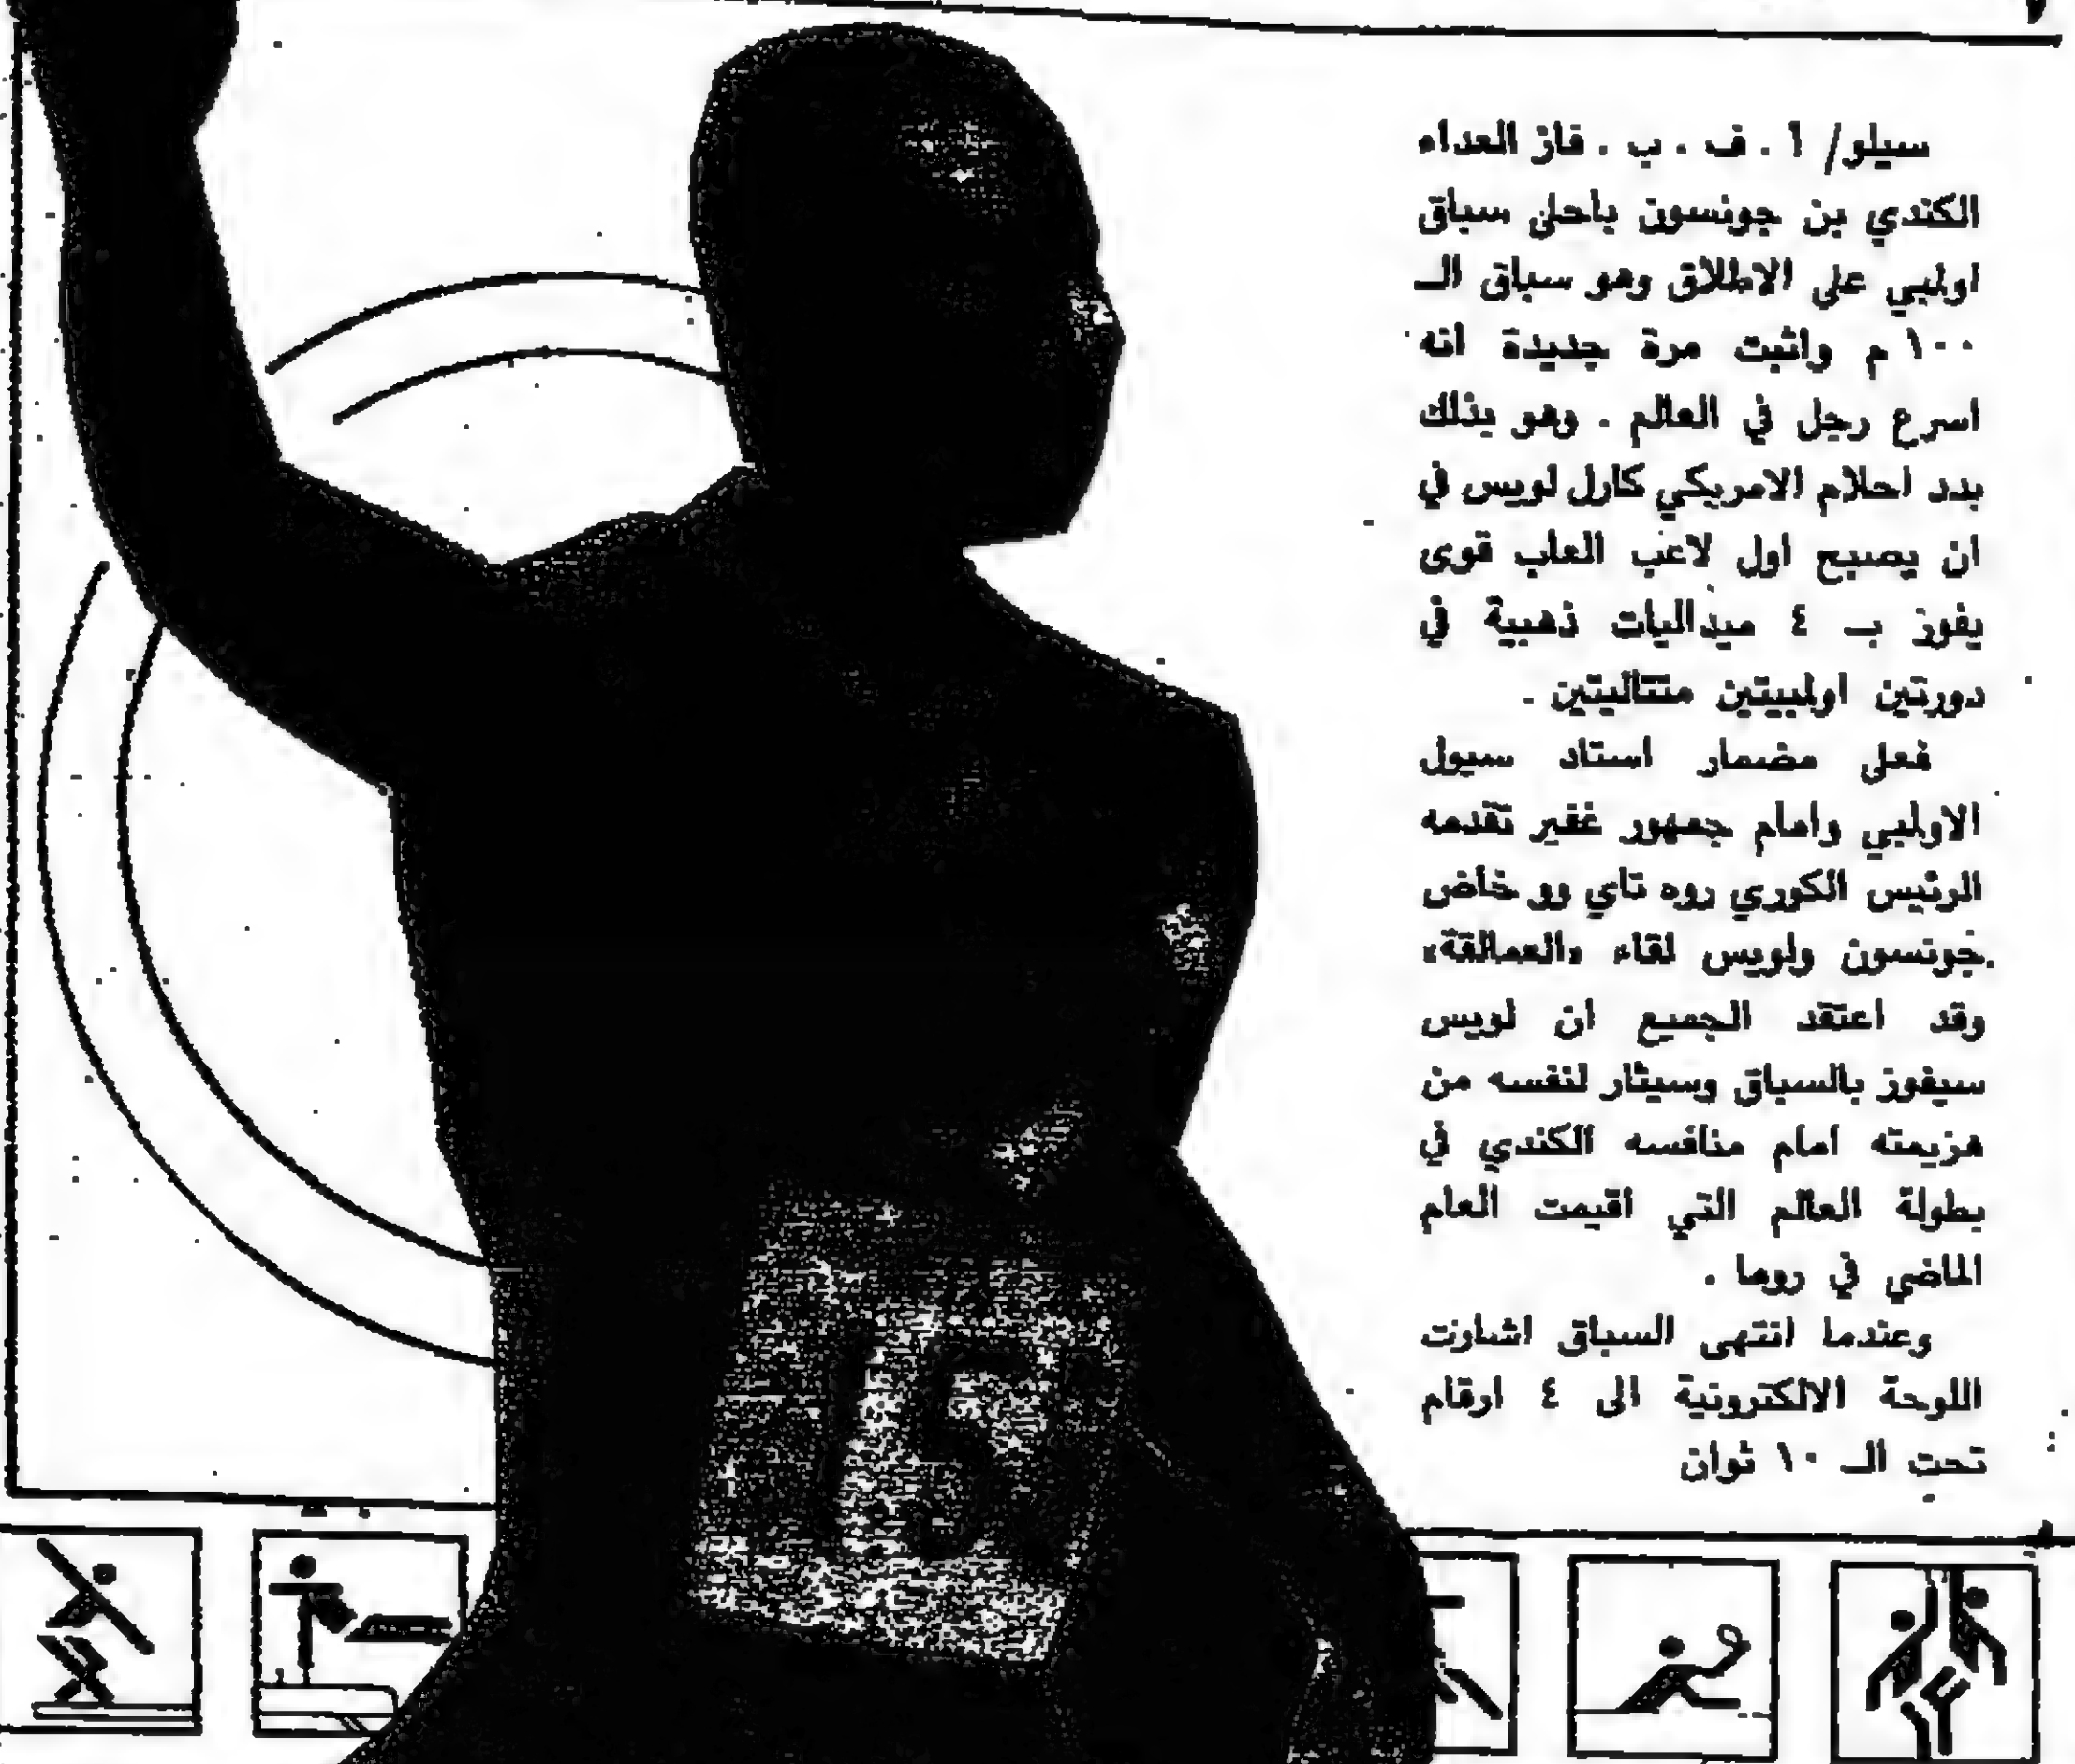 سيلو/ ا . ف . ب . فاز العداء
الكندي بن جونسون باحلى سباق
اولمبي على الاطلاق وهو سباق الـ
١٠٠ م واثبت مرة جديدة انه
اسرع رجل في العالم . وهو بذلك
بدد احلام الامريكي كارل لويس في
ان يصبح اول لاعب العاب قوى
يفوز بـ ٤ ميداليات ذهبية في
دورتين اولمبيتين متتاليتين .
فعلى مضمار استاد سيول
الاولمبي وامام جمهور غفير تقدمه
الرئيس الكوري روه تاي وو خاض
جونسون ولويس لقاء «العمالقة»
وقد اعتقد الجميع ان لويس
سيفوز بالسباق وسيثار لنفسه من
هزيمته امام منافسه الكندي في
بطولة العالم التي اقيمت العام
الماضي في روما .
وعندما انتهى السباق اشارت
اللوحة الالكترونية الى ٤ ارقام
تحت الـ ١٠ ثوان
15